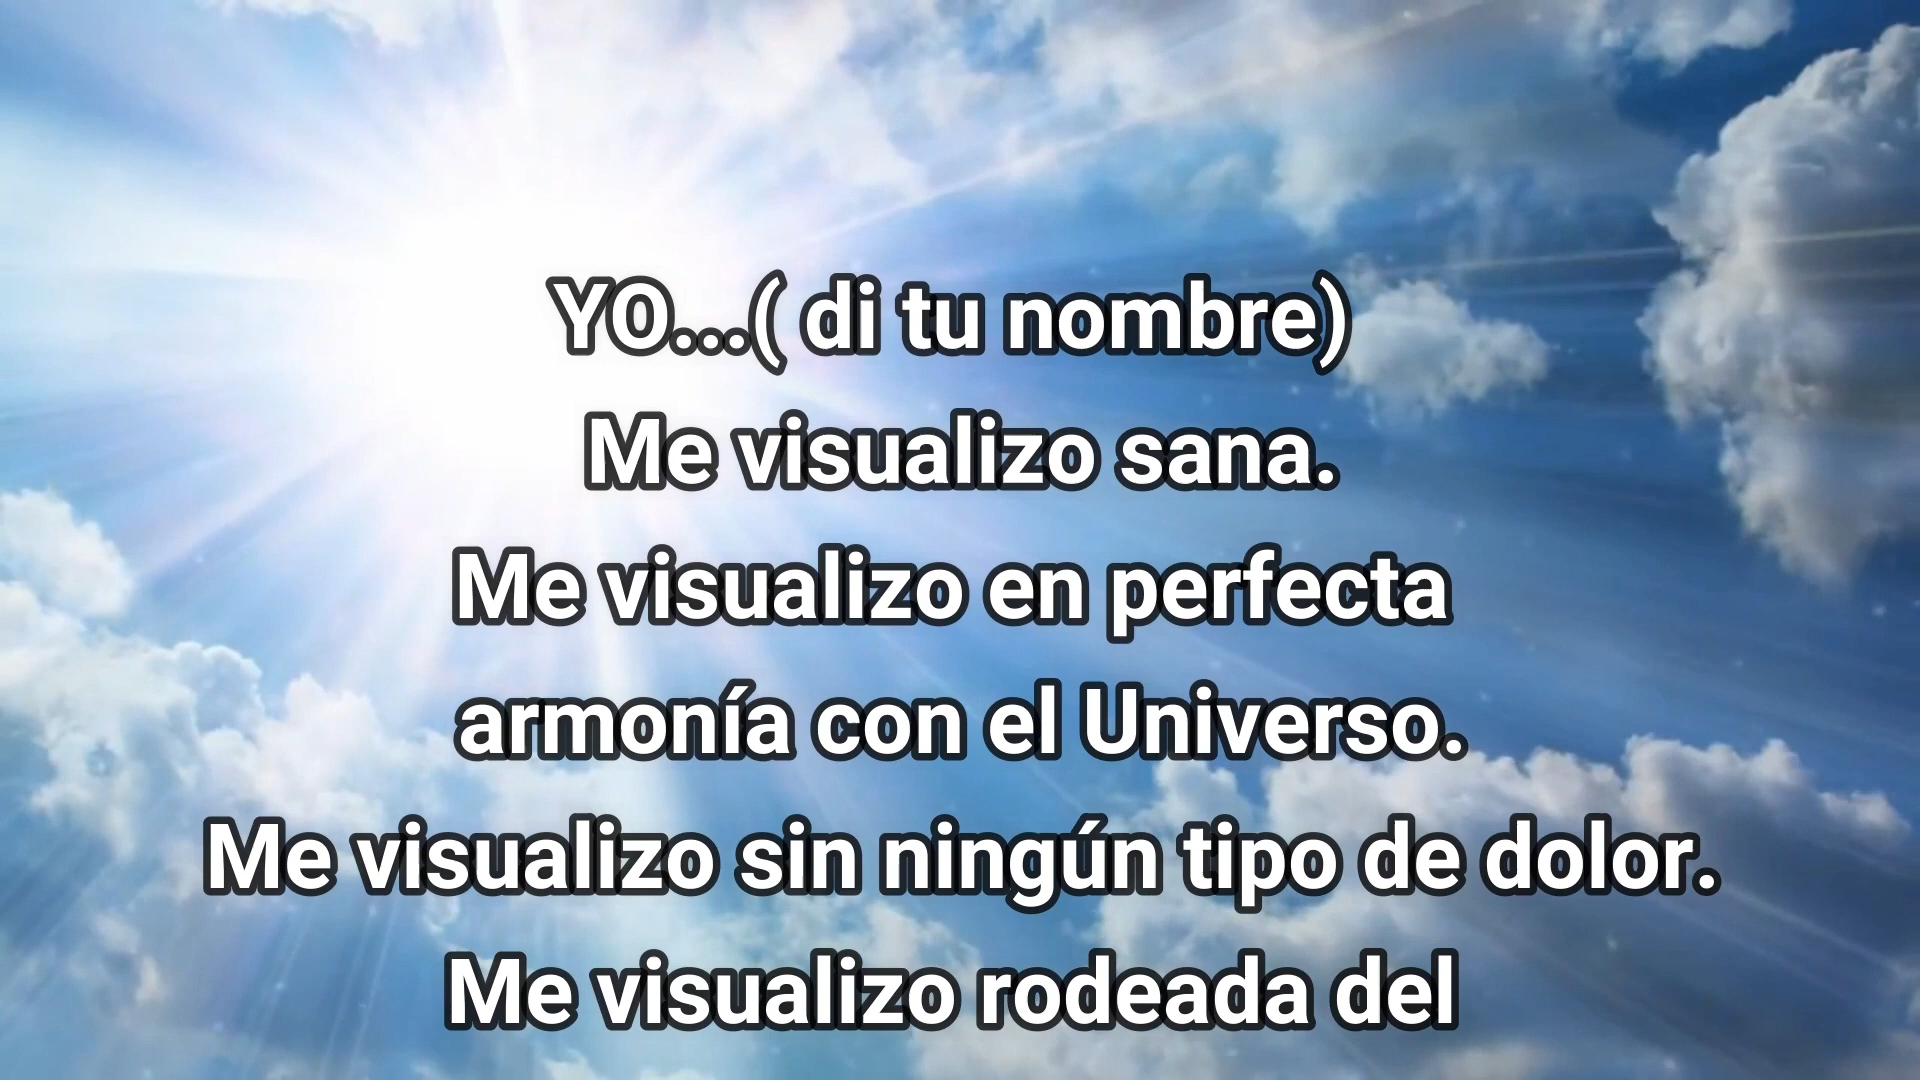 YO...( di tu nombre)
Me visualizo sana.
Me visualizo en perfecta
armonía con el Universo.
Me visualizo sin ningún tipo de dolor.
Me visualizo rodeada del